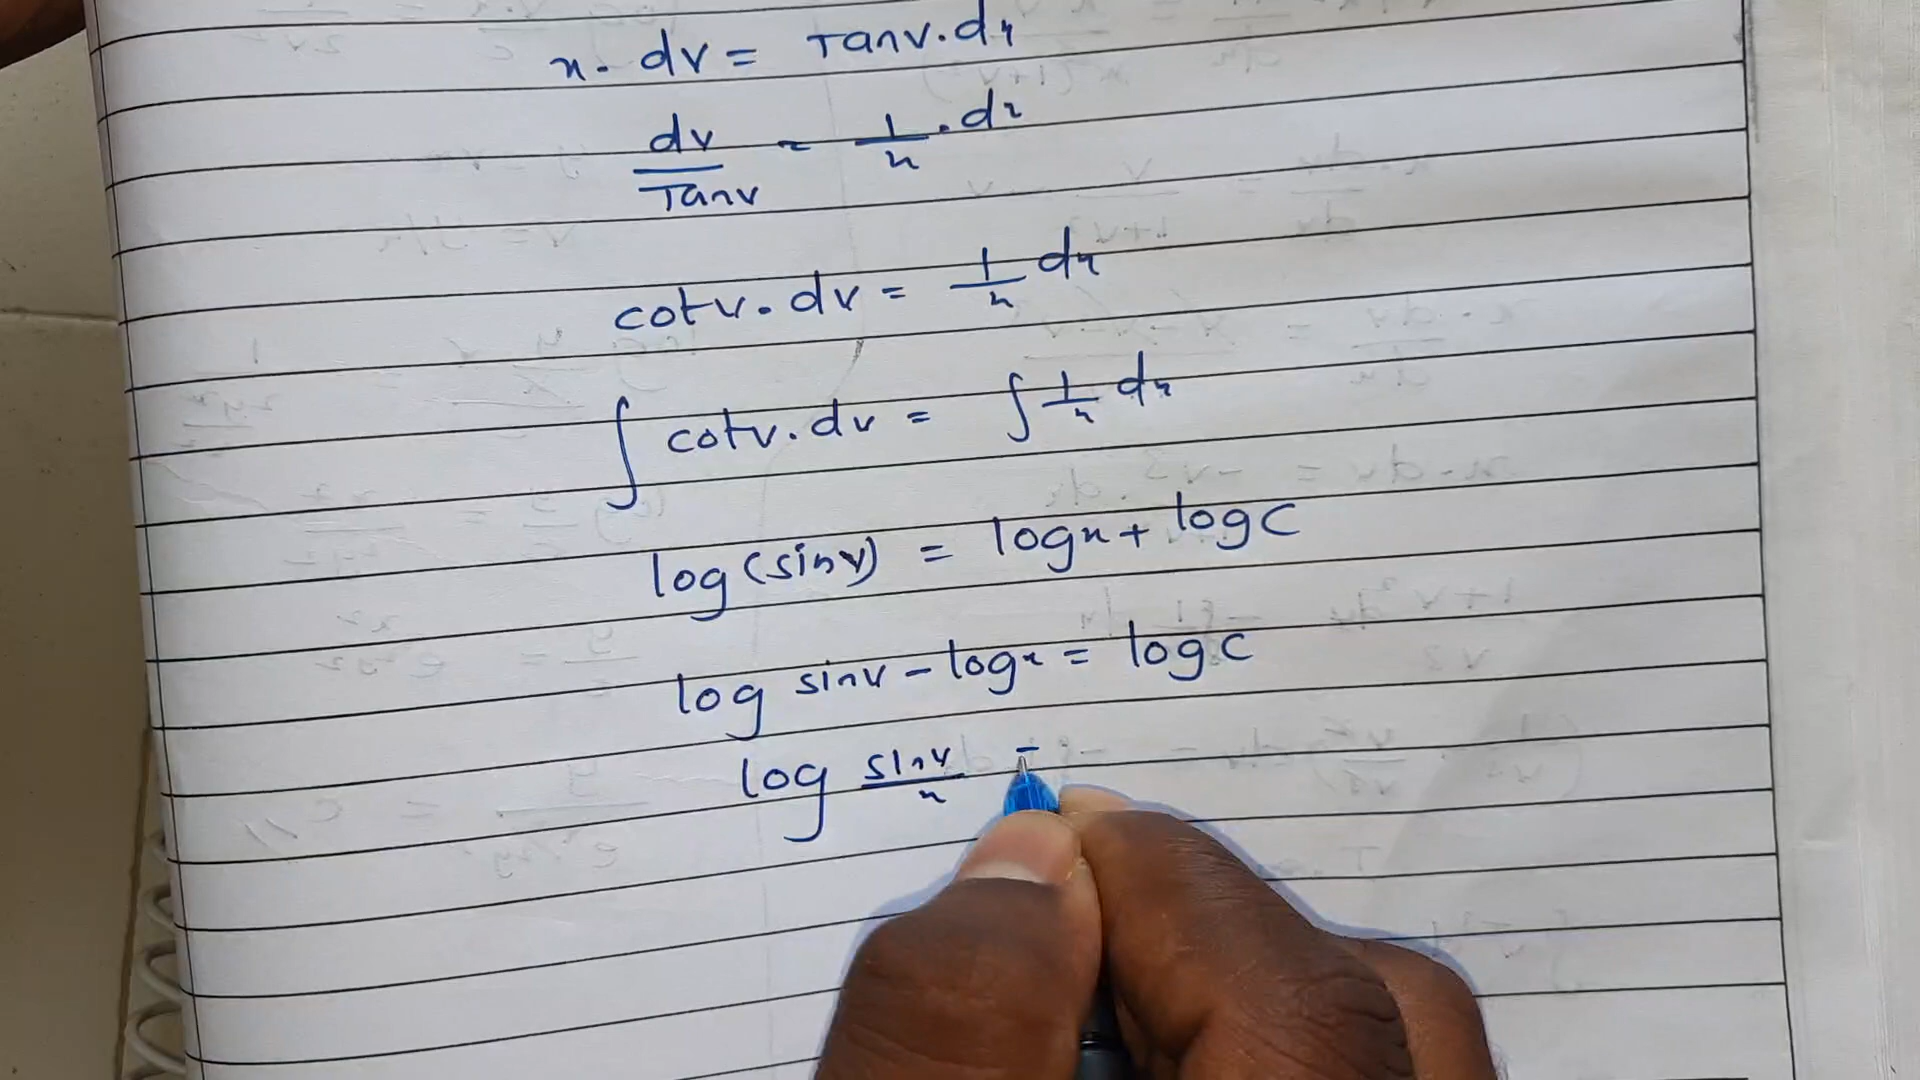 x. dv = Tanv.dx
dv/Tanv = 1/x . dx
cotv.dv = 1/x dx
∫ cotv.dv = ∫ 1/x dx
log(sinv) = logx + logC
log sinv - logx = logC
log sinv/x =